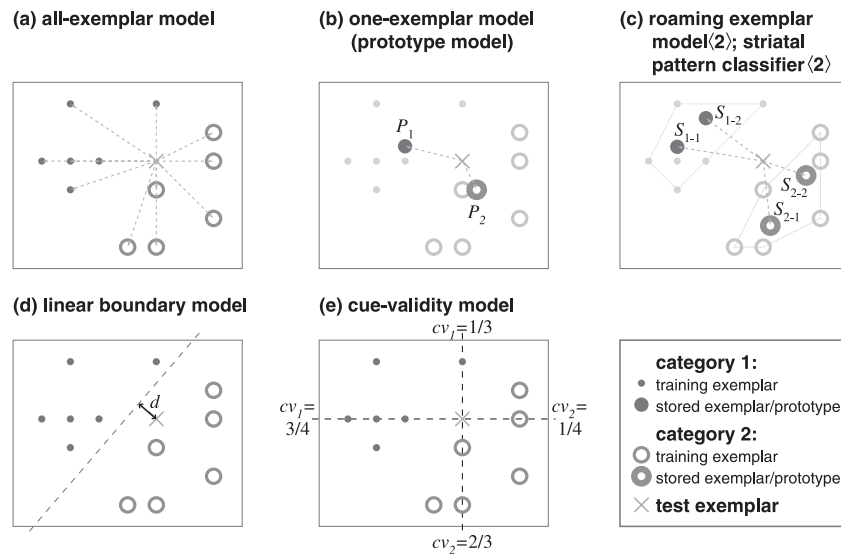 (a) all-exemplar model
(b) one-exemplar model
(prototype model)
(c) roaming exemplar
model⟨2⟩; striatal
pattern classifier⟨2⟩
P1
P2
S1–1
S1–2
S2–2
S2–1
(d) linear boundary model
d
(e) cue-validity model
cv1=1/3
cv1=
3/4
cv2=
1/4
cv2=2/3
category 1:
training exemplar
stored exemplar/prototype
category 2:
training exemplar
stored exemplar/prototype
test exemplar